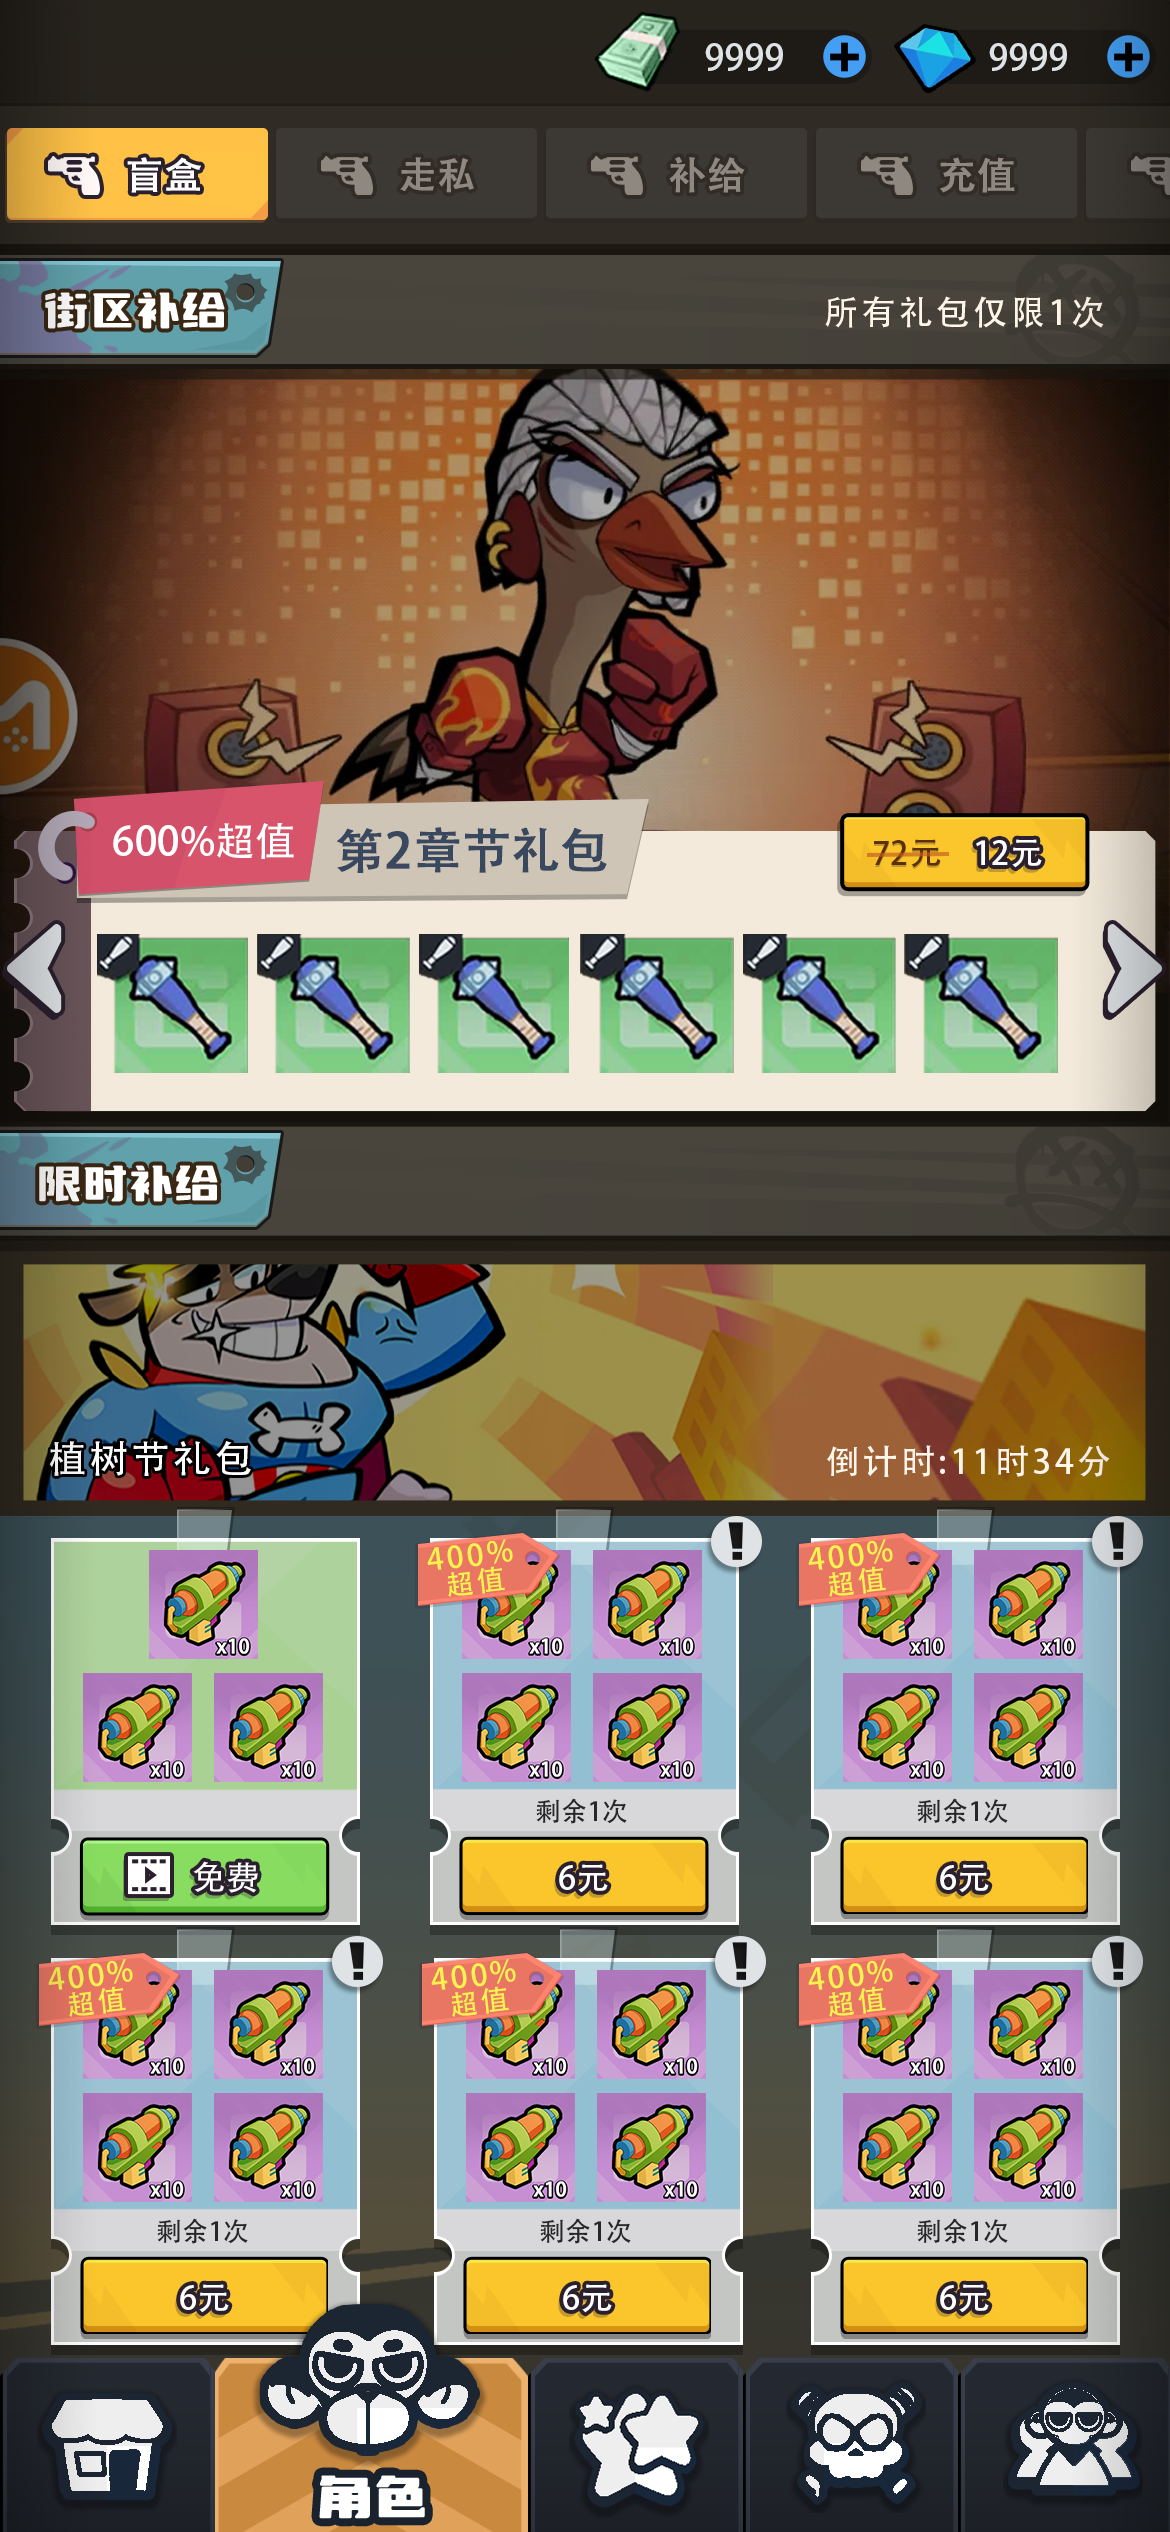 9999 9999
盲盒 走私 补给 充值
街区补给
所有礼包仅限1次
600%超值
第2章节礼包
72元 12元
限时补给
植树节礼包
倒计时:11时34分
400% 400%
超值 超值
x10 x10 x10 x10 x10
x10 x10 x10 x10 x10 x10
剩余1次 剩余1次
免费 6元 6元
400% 400% 400%
超值 超值 超值
x10 x10 x10 x10 x10 x10
x10 x10 x10 x10 x10 x10
剩余1次 剩余1次 剩余1次
6元 6元 6元
角色